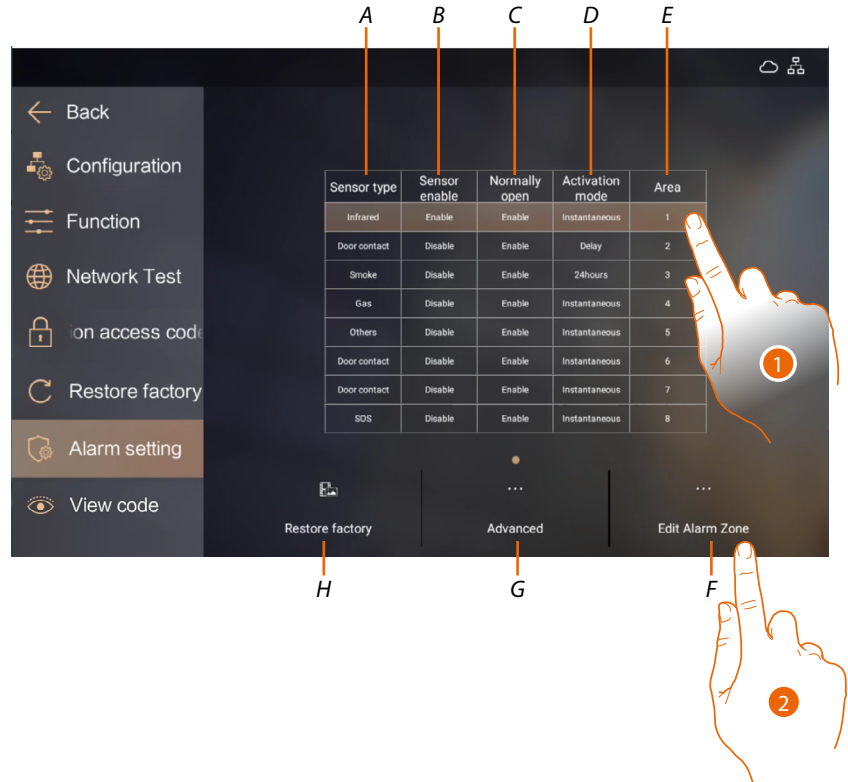 A B C D E
Back
Configuration
Function
Network Test
ion access code
Restore factory
Alarm setting
View code
Sensor type Sensor enable Normally open Activation mode Area
Infrared Enable Enable Instantaneous 1
Door contact Disable Enable Delay 2
Smoke Disable Enable 24hours 3
Gas Disable Enable Instantaneous 4
Others Disable Enable Instantaneous 5
Door contact Disable Enable Instantaneous 6
Door contact Disable Enable Instantaneous 7
SOS Disable Enable Instantaneous 8
1
Restore factory Advanced Edit Alarm Zone
H G F
2